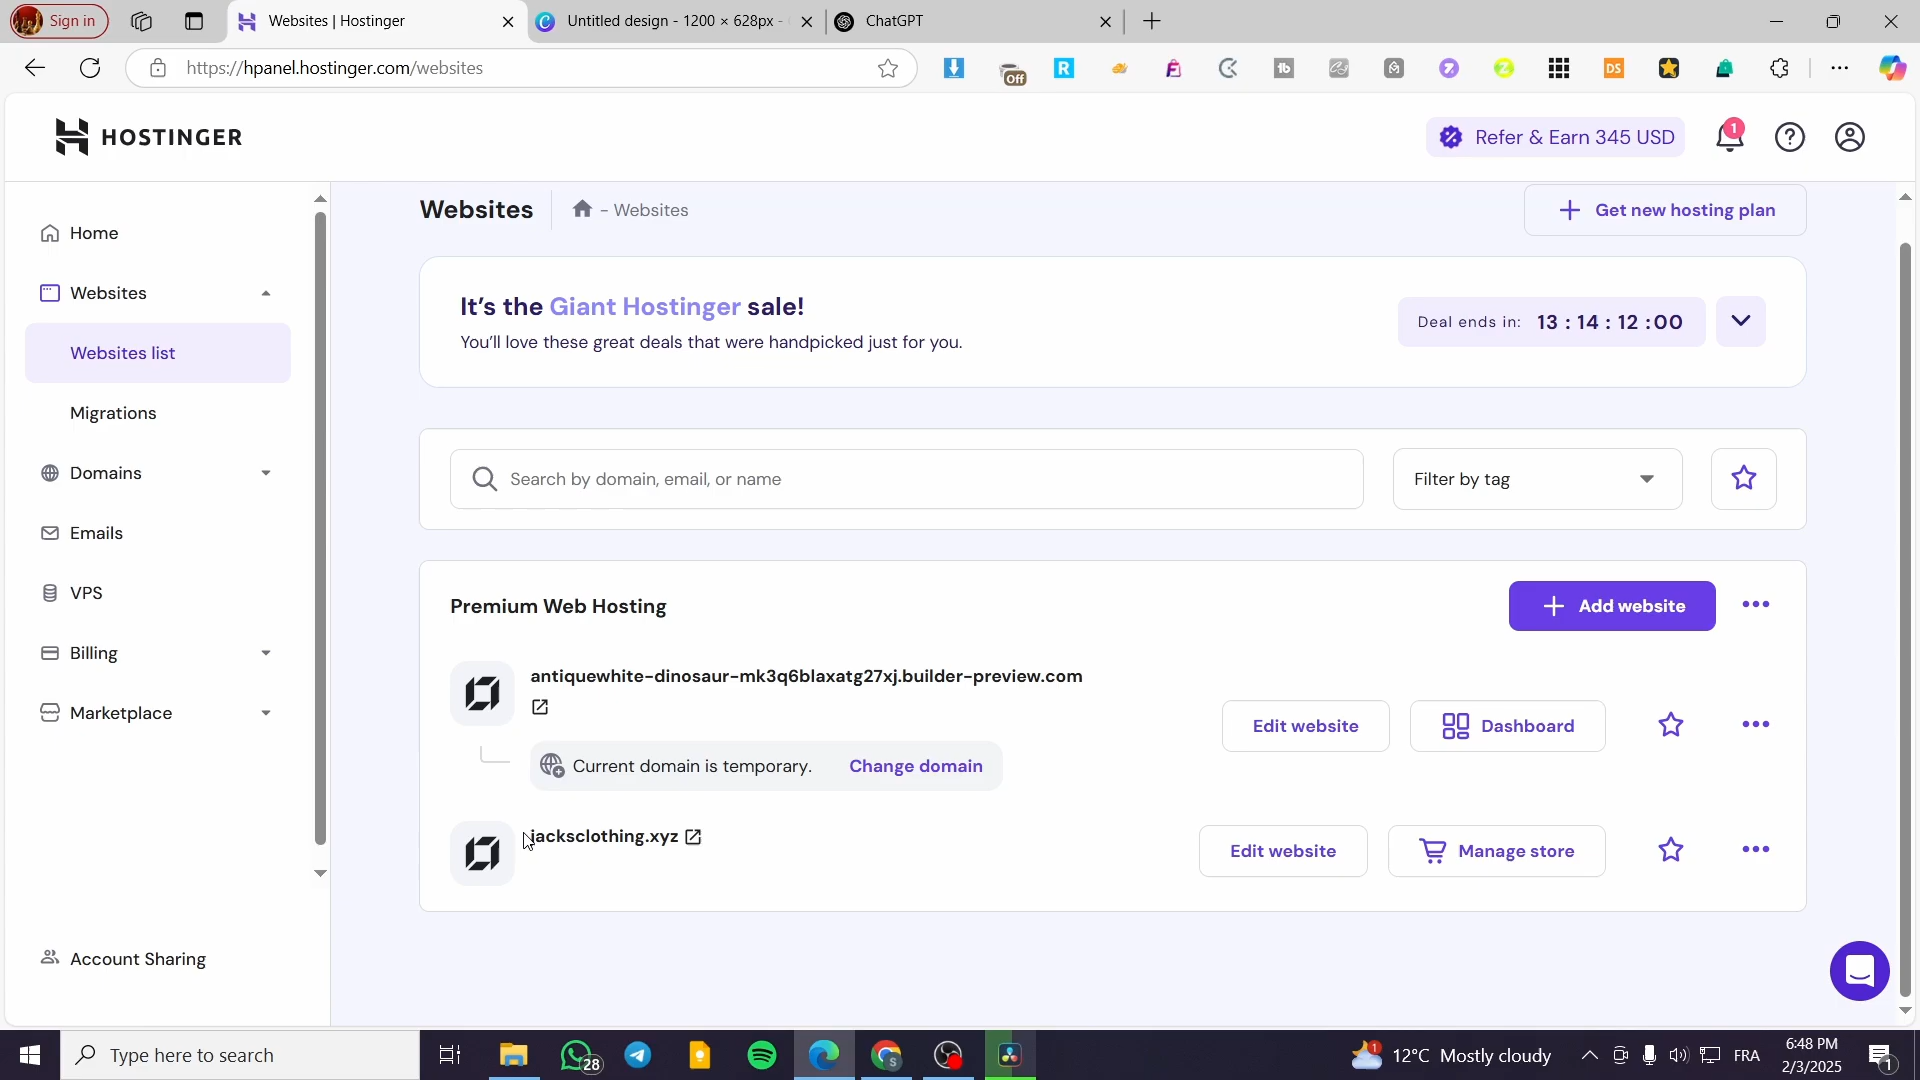 Sign in
Websites | Hostinger
Untitled design - 1200 × 628px -
ChatGPT
https://hpanel.hostinger.com/websites
Off
HOSTINGER
Refer & Earn 345 USD
1
Home
Websites
Websites list
Migrations
Domains
Emails
VPS
Billing
Marketplace
Account Sharing
Websites
- Websites
Get new hosting plan
It's the Giant Hostinger sale!
You'll love these great deals that were handpicked just for you.
Deal ends in: 13 : 14 : 12 : 00
Search by domain, email, or name
Filter by tag
Premium Web Hosting
Add website
antiquewhite-dinosaur-mk3q6blaxatg27xj.builder-preview.com
Edit website
Dashboard
Current domain is temporary.
Change domain
jacksclothing.xyz
Edit website
Manage store
Type here to search
28
1
12°C Mostly cloudy
FRA
6:48 PM
2/3/2025
1